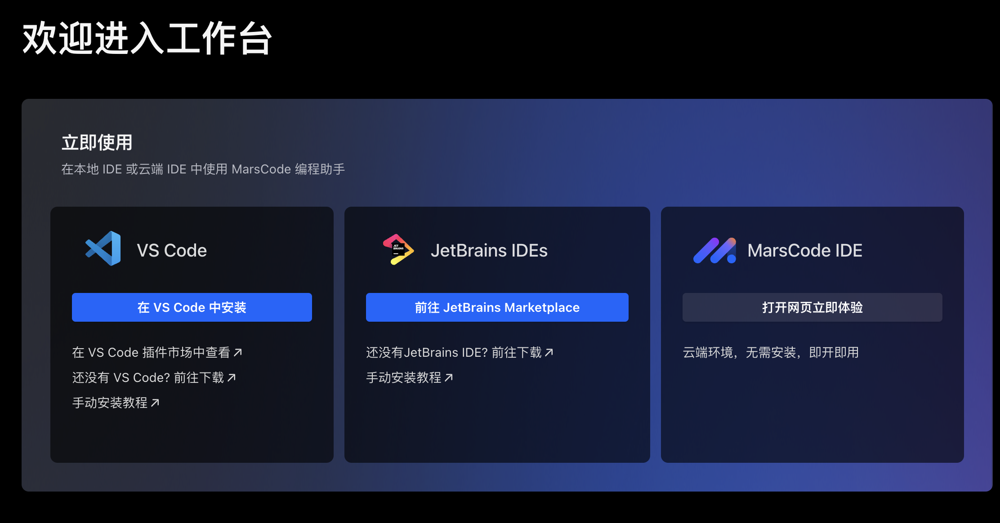 欢迎进入工作台
立即使用
在本地 IDE 或云端 IDE 中使用 MarsCode 编程助手
VS Code
在 VS Code 中安装
在 VS Code 插件市场中查看
还没有 VS Code? 前往下载
手动安装教程
JET
BRAINS
JetBrains IDEs
前往 JetBrains Marketplace
还没有JetBrains IDE? 前往下载
手动安装教程
MarsCode IDE
打开网页立即体验
云端环境，无需安装，即开即用